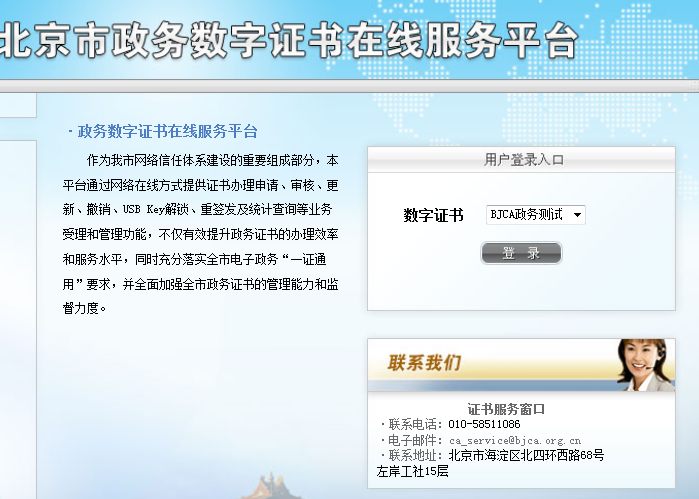 北京市政务数字证书在线服务平台
·政务数字证书在线服务平台
作为我市网络信任体系建设的重要组成部分，本
平台通过网络在线方式提供证书办理申请、审核、更
新、撤销、USB Key解锁、重签发及统计查询等业务
受理和管理功能，不仅有效提升政务证书的办理效率
和服务水平，同时充分落实全市电子政务“一证通
用”要求，并全面加强全市政务证书的管理能力和监
督力度。
用户登录入口
数字证书 BJCA政务测试
登 录
联系我们
证书服务窗口
·联系电话：010-58511086
·电子邮件：ca_service@bjca.org.cn
·联系地址：北京市海淀区北四环西路68号
左岸工社15层